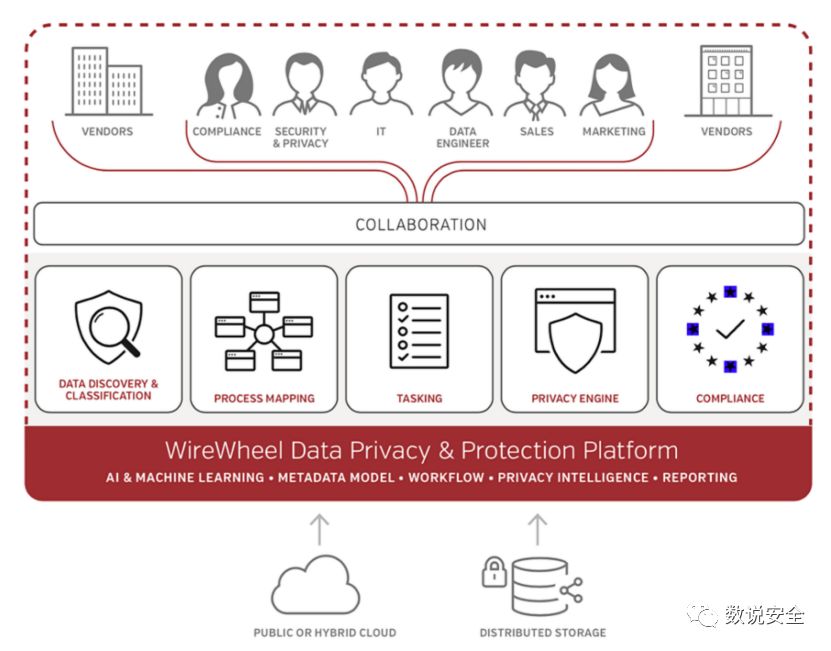 VENDORS
COMPLIANCE
SECURITY
& PRIVACY
IT
DATA
ENGINEER
SALES
MARKETING
VENDORS
COLLABORATION
DATA DISCOVERY &
CLASSIFICATION
PROCESS MAPPING
TASKING
PRIVACY ENGINE
COMPLIANCE
WireWheel Data Privacy & Protection Platform
AI & MACHINE LEARNING • METADATA MODEL • WORKFLOW • PRIVACY INTELLIGENCE • REPORTING
PUBLIC OR HYBRID CLOUD
DISTRIBUTED STORAGE
数说安全